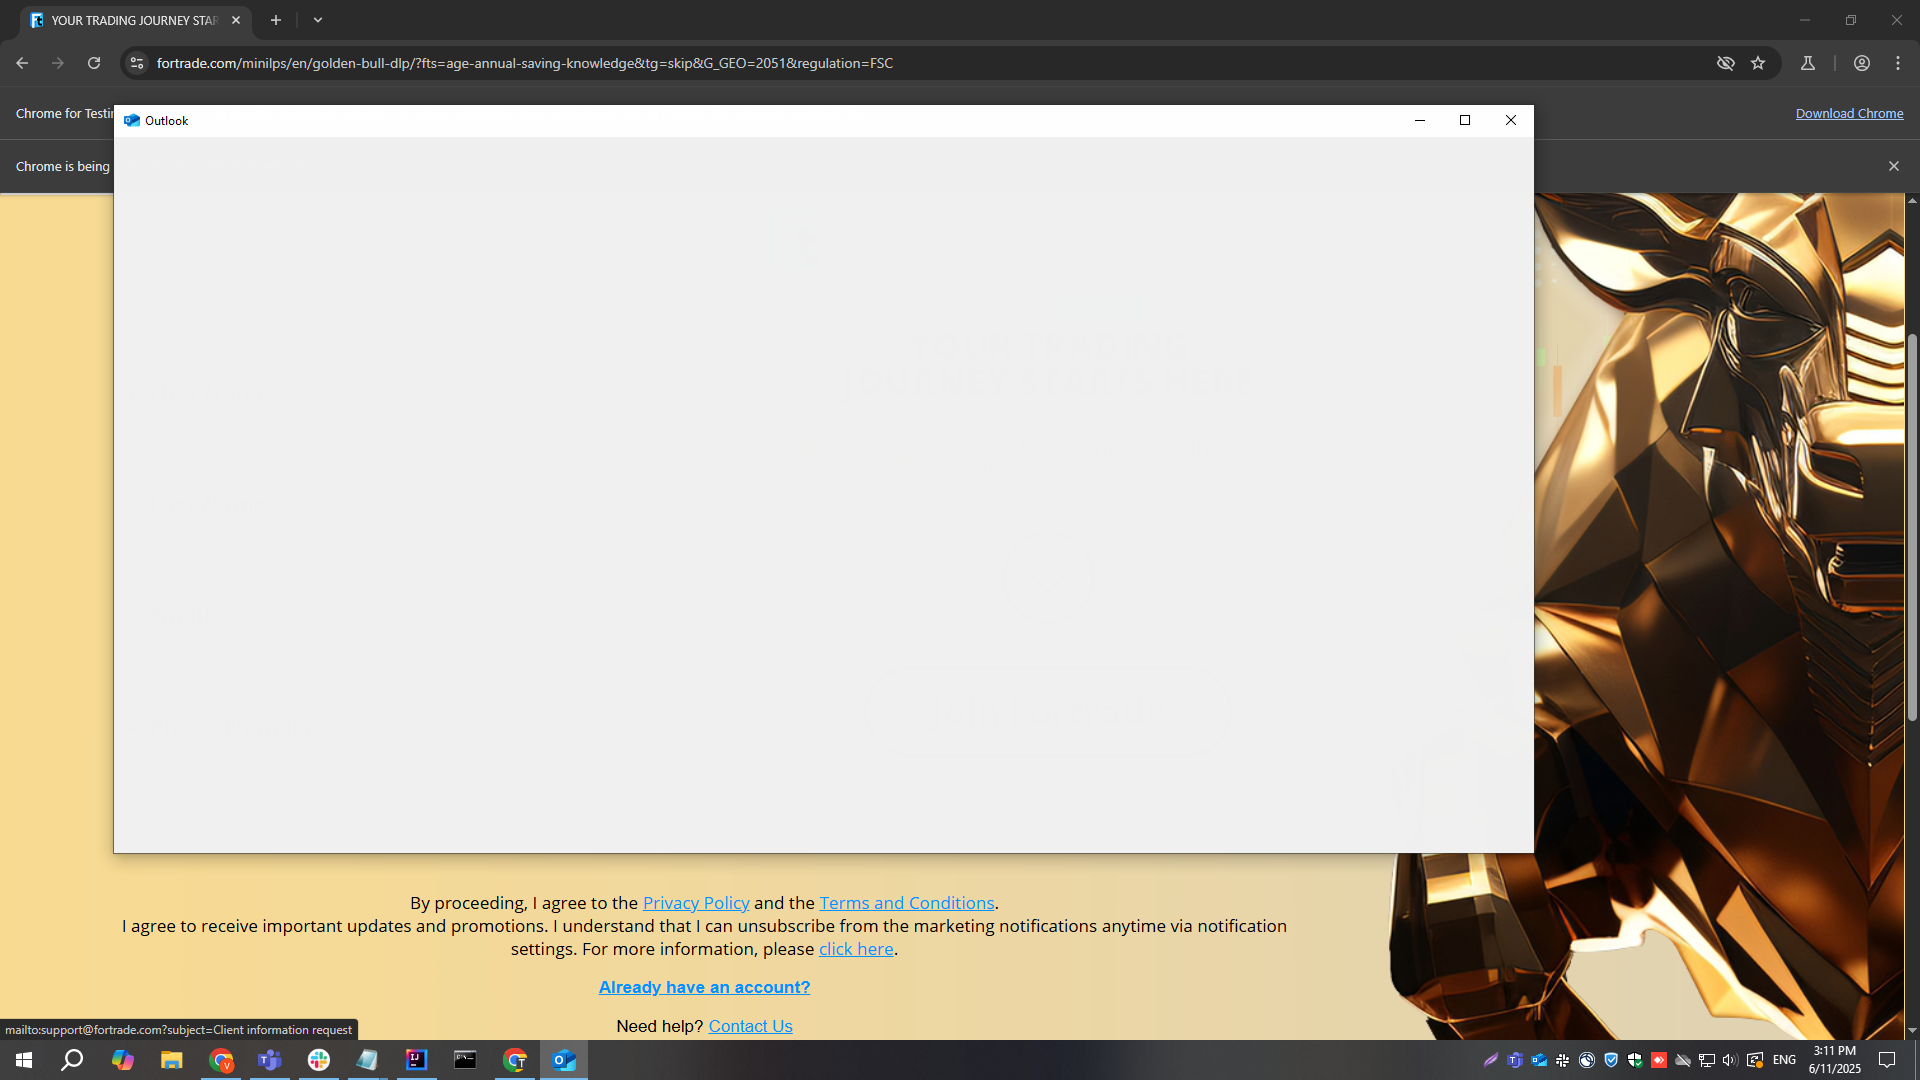 YOUR TRADING JOURNEY STAR
fortrade.com/minilps/en/golden-bull-dlp/?fts=age-annual-saving-knowledge&tg=skip&G_GEO=2051&regulation=FSC
Chrome for Testin
Download Chrome
Outlook
Chrome is being
By proceeding, I agree to the Privacy Policy and the Terms and Conditions.
I agree to receive important updates and promotions. I understand that I can unsubscribe from the marketing notifications anytime via notification
settings. For more information, please click here.
Already have an account?
Need help? Contact Us
mailto:support@fortrade.com?subject=Client information request
ENG
3:11 PM
6/11/2025